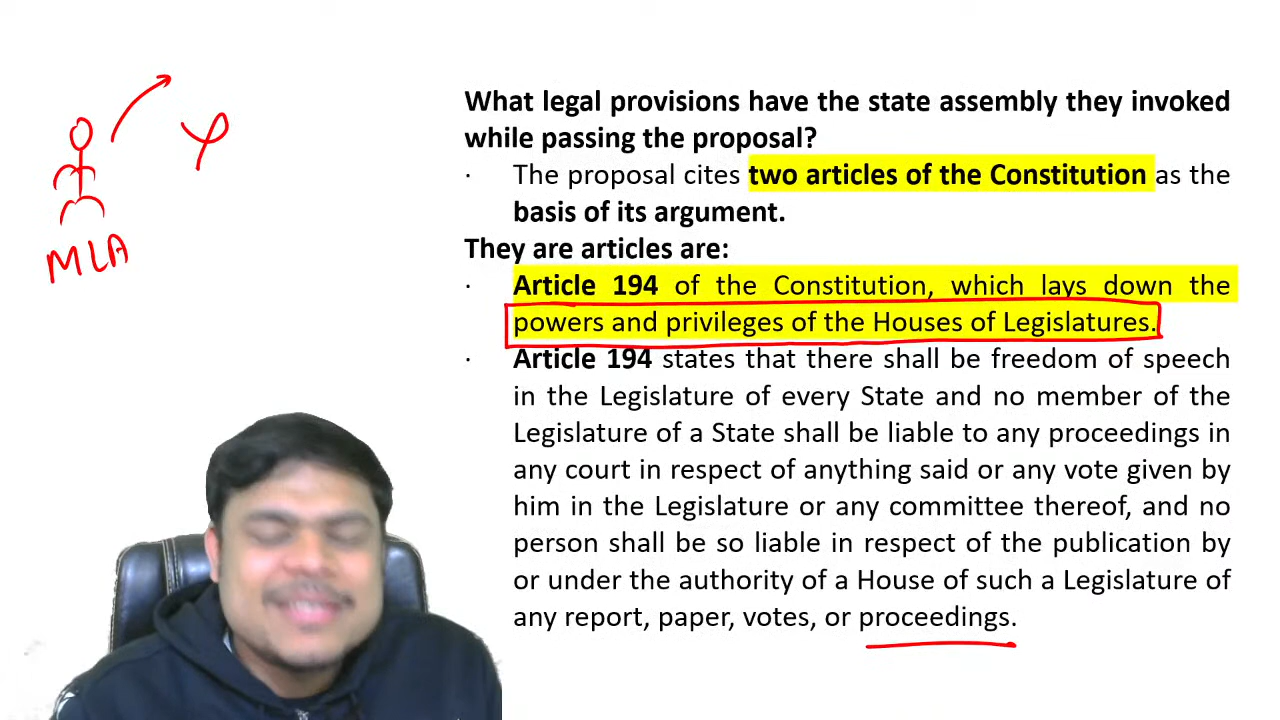 What legal provisions have the state assembly they invoked
while passing the proposal?
· The proposal cites two articles of the Constitution as the
basis of its argument.
They are articles are:
· Article 194 of the Constitution, which lays down the
powers and privileges of the Houses of Legislatures.
· Article 194 states that there shall be freedom of speech
in the Legislature of every State and no member of the
Legislature of a State shall be liable to any proceedings in
any court in respect of anything said or any vote given by
him in the Legislature or any committee thereof, and no
person shall be so liable in respect of the publication by
or under the authority of a House of such a Legislature of
any report, paper, votes, or proceedings.
MLA